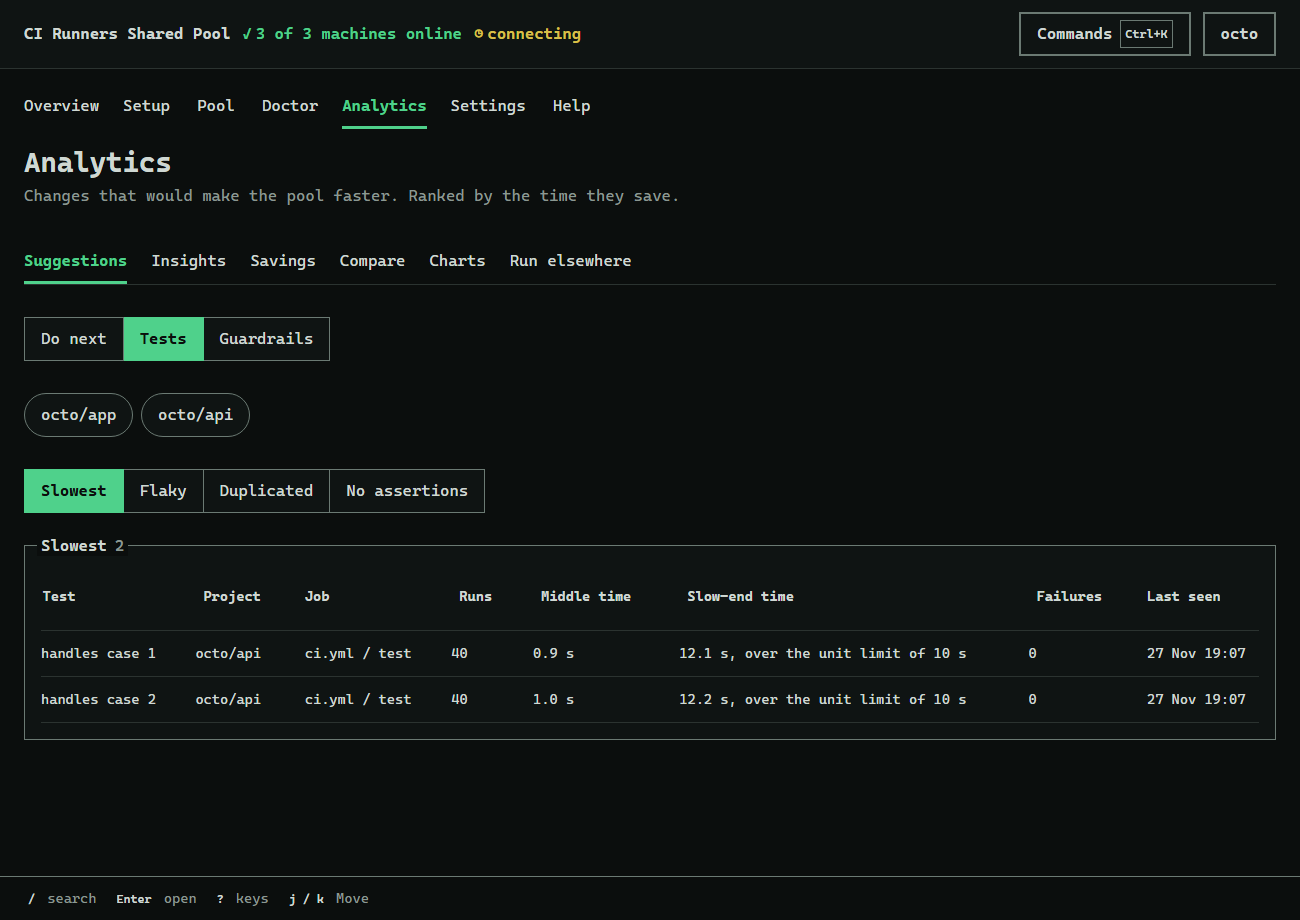 CI Runners Shared Pool ✓ 3 of 3 machines online connecting Commands Ctrl+K octo
Overview Setup Pool Doctor Analytics Settings Help
Analytics
Changes that would make the pool faster. Ranked by the time they save.
Suggestions Insights Savings Compare Charts Run elsewhere
Do next Tests Guardrails
octo/app octo/api
Slowest Flaky Duplicated No assertions
Slowest 2
Test Project Job Runs Middle time Slow-end time Failures Last seen
handles case 1 octo/api ci.yml / test 40 0.9 s 12.1 s, over the unit limit of 10 s 0 27 Nov 19:07
handles case 2 octo/api ci.yml / test 40 1.0 s 12.2 s, over the unit limit of 10 s 0 27 Nov 19:07
/ search Enter open ? keys j / k Move